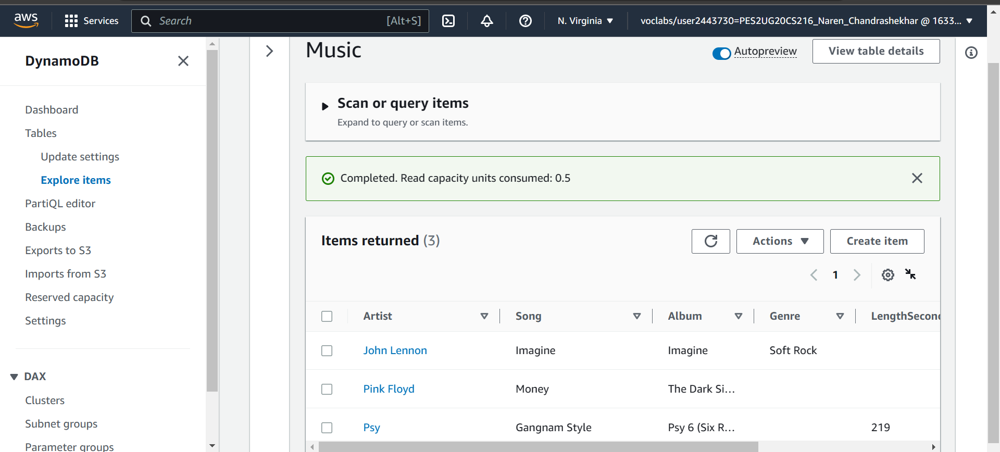 aws
Services
Search
[Alt+S]
N. Virginia
voclabs/user2443730=PES2UG20CS216_Naren_Chandrashekhar @ 1633...
DynamoDB
Dashboard
Tables
Update settings
Explore items
PartiQL editor
Backups
Exports to S3
Imports from S3
Reserved capacity
Settings
DAX
Clusters
Subnet groups
Parameter groups
Music
Autopreview
View table details
Scan or query items
Expand to query or scan items.
Completed. Read capacity units consumed: 0.5
Items returned (3)
Actions
Create item
1
Artist Song Album Genre LengthSecon
John Lennon Imagine Imagine Soft Rock
Pink Floyd Money The Dark Si...
Psy Gangnam Style Psy 6 (Six R... 219